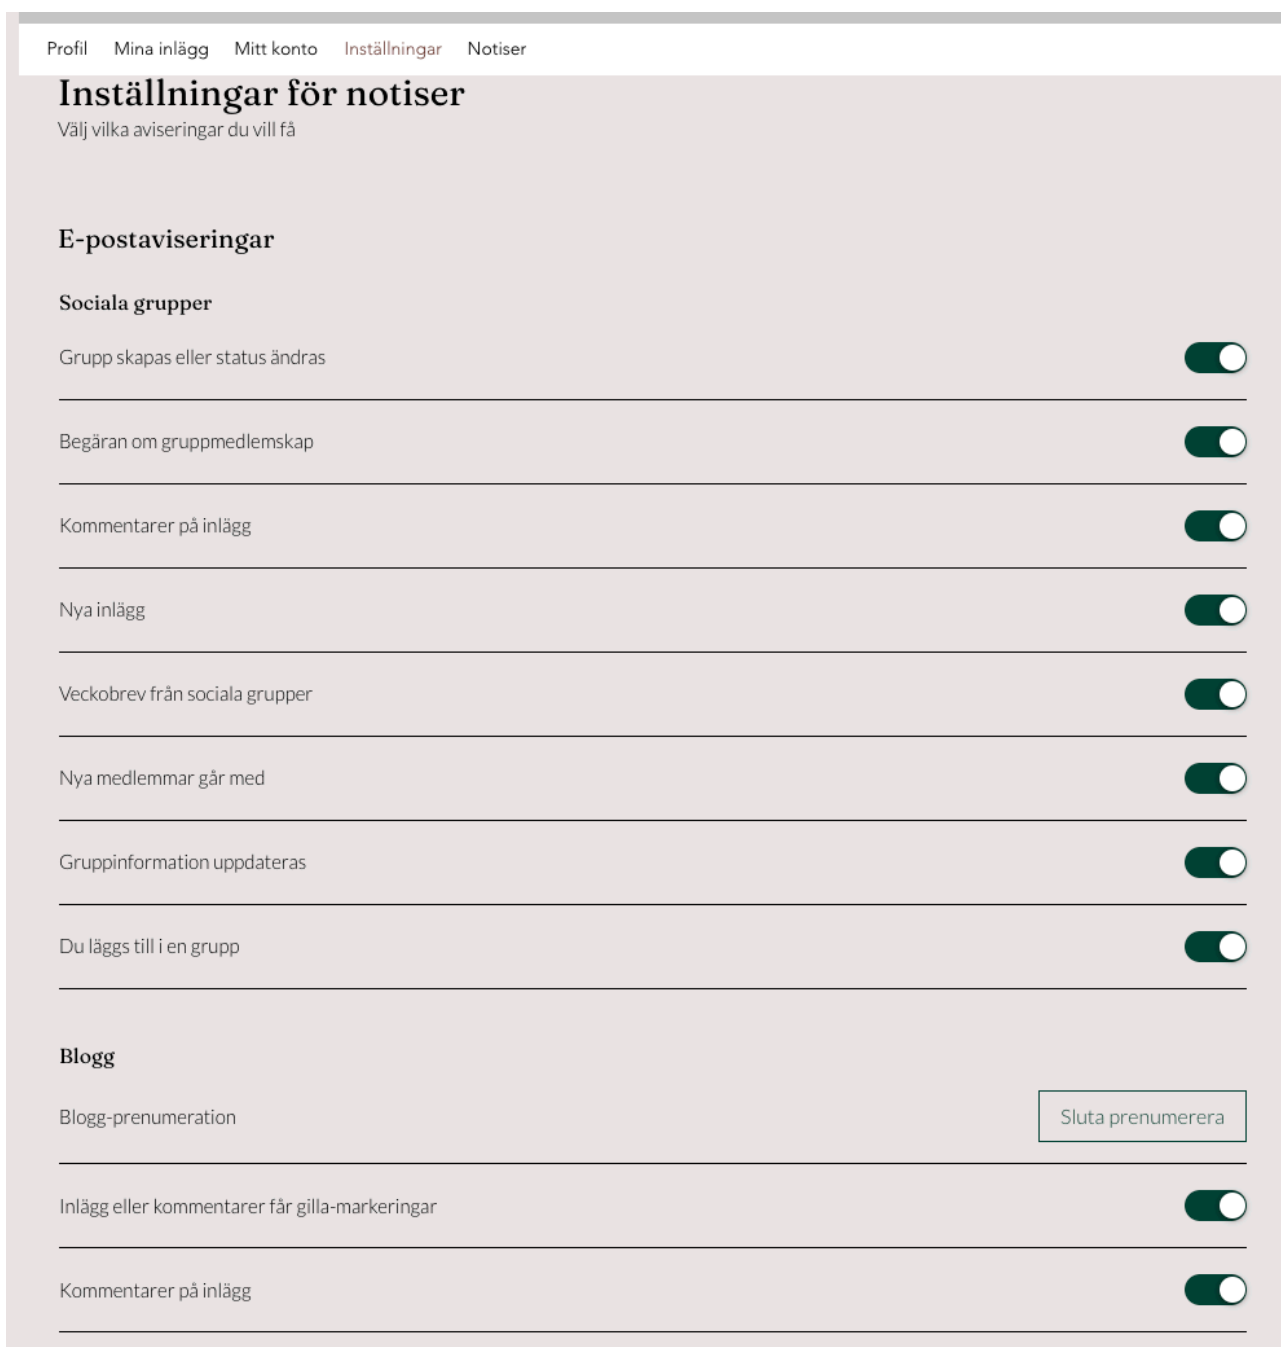 Profil Mina inlägg Mitt konto Inställningar Notiser
Inställningar för notiser
Välj vilka aviseringar du vill få
E-postaviseringar
Sociala grupper
Grupp skapas eller status ändras
Begäran om gruppmedlemskap
Kommentarer på inlägg
Nya inlägg
Veckobrev från sociala grupper
Nya medlemmar går med
Gruppinformation uppdateras
Du läggs till i en grupp
Blogg
Blogg-prenumeration Sluta prenumerera
Inlägg eller kommentarer får gilla-markeringar
Kommentarer på inlägg